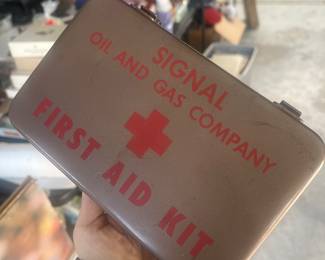 SIGNAL
OIL AND GAS COMPANY
FIRST AID KIT